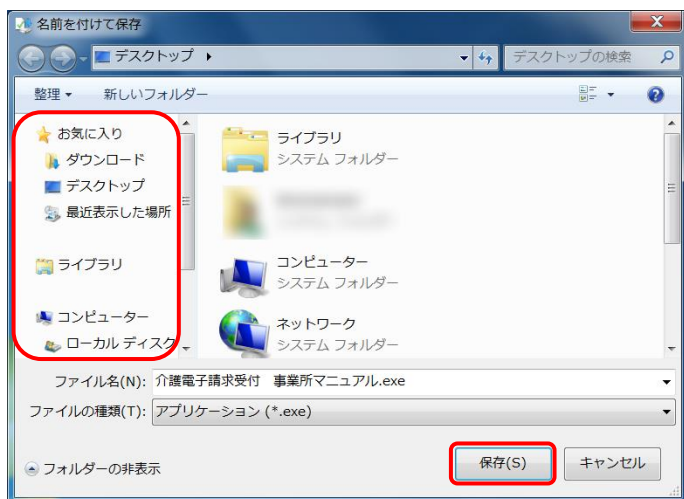 名前を付けて保存
デスクトップ
デスクトップの検索
整理
新しいフォルダー
お気に入り
ダウンロード
デスクトップ
最近表示した場所
ライブラリ
コンピューター
ローカル ディスク
ライブラリ
システム フォルダー
コンピューター
システム フォルダー
ネットワーク
システム フォルダー
ファイル名(N): 介護電子請求受付　事業所マニュアル.exe
ファイルの種類(T): アプリケーション (*.exe)
フォルダーの非表示
保存(S)
キャンセル